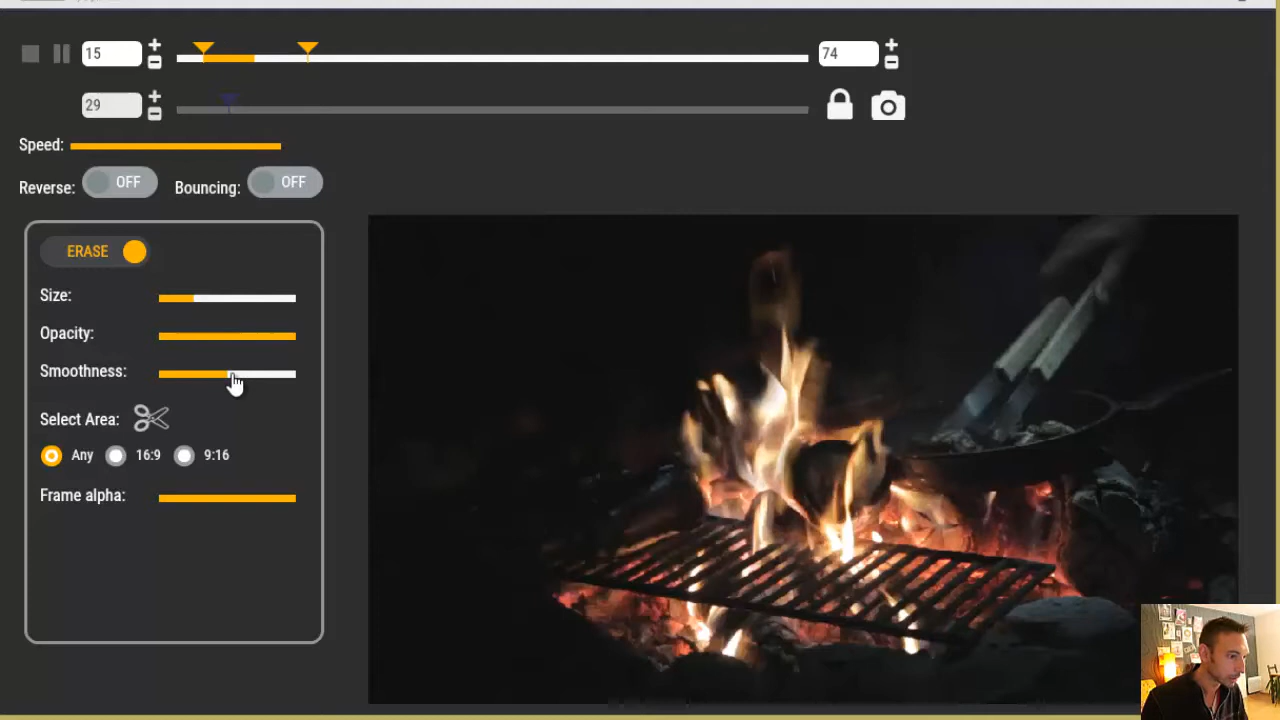 15
74
29
Speed:
Reverse: OFF Bouncing: OFF
ERASE
Size:
Opacity:
Smoothness:
Select Area:
Any 16:9 9:16
Frame alpha: